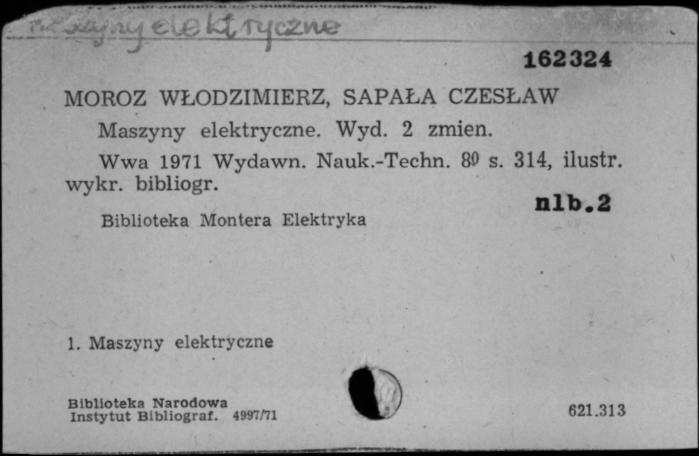 Maszyny elektryczne
162324
MOROZ WŁODZIMIERZ, SAPAŁA CZESŁAW
Maszyny elektryczne. Wyd. 2 zmien.
Wwa 1971 Wydawn. Nauk.-Techn. 80 s. 314, ilustr.
wykr. bibliogr.
nlb.2
Biblioteka Montera Elektryka
1. Maszyny elektryczne
Biblioteka Narodowa
Instytut Bibliograf. 4997/71
621.313